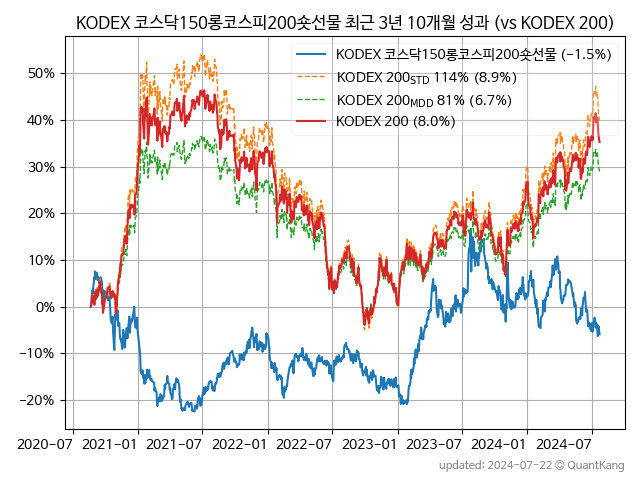 KODEX 코스닥150롱코스피200숏선물 최근 3년 10개월 성과 (vs KODEX 200)
KODEX 코스닥150롱코스피200숏선물 (−1.5%)
KODEX 200STD 114% (8.9%)
KODEX 200MDD 81% (6.7%)
KODEX 200 (8.0%)
50%
40%
30%
20%
10%
0%
−10%
−20%
2020-07 2021-01 2021-07 2022-01 2022-07 2023-01 2023-07 2024-01 2024-07
updated: 2024-07-22 © QuantKang